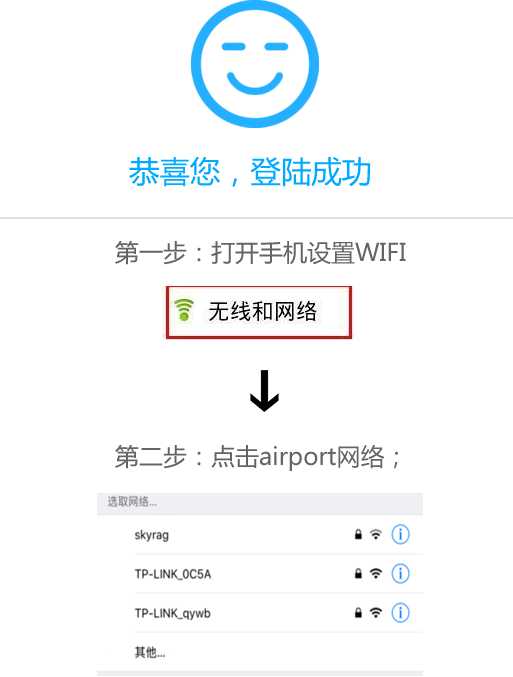 恭喜您，登陆成功
第一步：打开手机设置WIFI
无线和网络
第二步：点击airport网络；
选取网络...
skyrag
TP-LINK_0C5A
TP-LINK_qywb
其他...